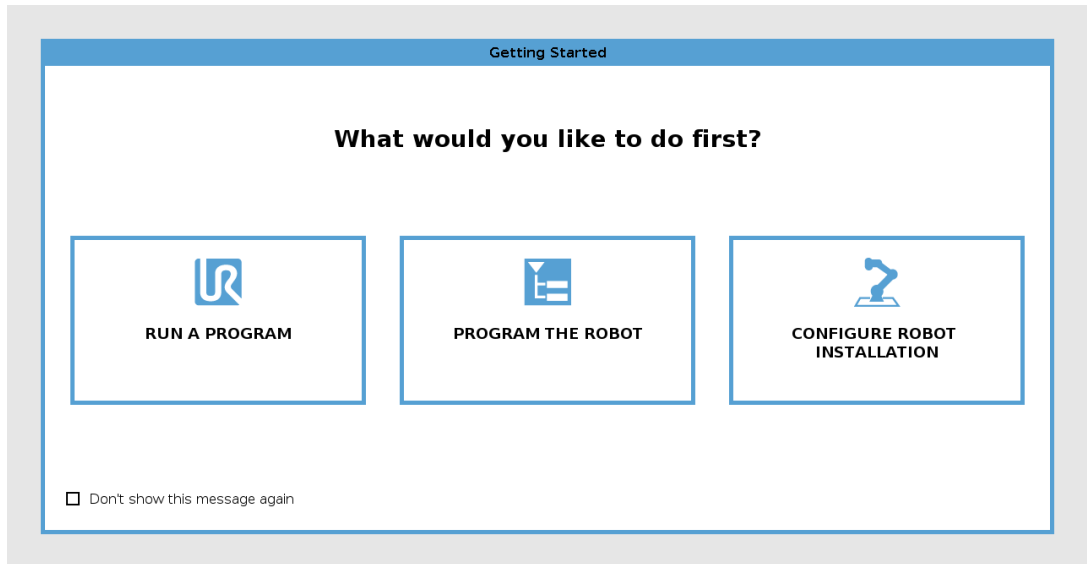 Getting Started
What would you like to do first?
RUN A PROGRAM
PROGRAM THE ROBOT
CONFIGURE ROBOT
INSTALLATION
Don't show this message again